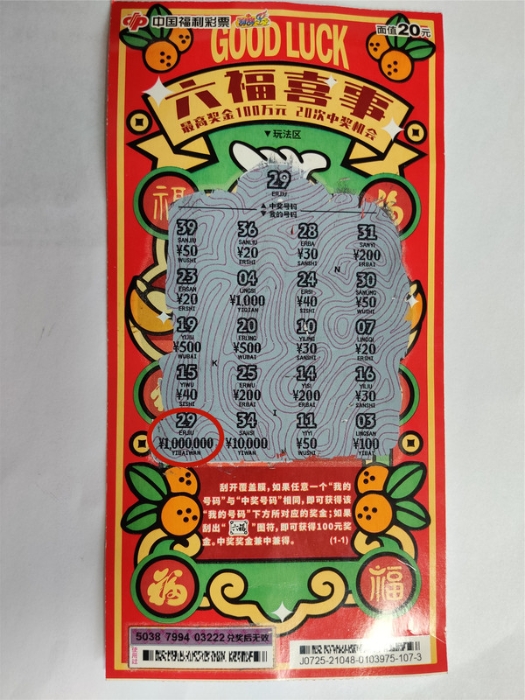 中国福利彩票
面值20元
GOOD LUCK
六福喜事
最高奖金100万元 20次中奖机会
▼玩法区
29
ERJIU
▲中奖号码
▼我的号码
39 36 28 31
SANJIU SANLIU ERBA SANYI
¥50 ¥20 ¥30 ¥200
WUSHI ERSHI SANSHI ERBAI
N
23 04 24 30
ERSAN LINGSI ERSI SANLING
¥20 ¥1,000 ¥40 ¥50
ERSHI YIQIAN SISHI WUSHI
19 20 10 07
YIJIU ERLING YILING LINGQI
¥500 ¥500 ¥30 ¥20
WUBAI WUBAI SANSHI ERSHI
K
15 25 14 16
YIWU ERWU YISI YILIU
¥40 ¥200 ¥200 ¥30
SISHI ERBAI ERBAI SANSHI
I
29 34 11 03
ERJIU SANSI YIYI LINGSAN
¥1,000,000 ¥10,000 ¥50 ¥100
YIBAIWAN YIWAN WUSHI YIBAI
刮开覆盖膜,如果任意一个“我的
号码”与“中奖号码”相同,即可获得该
“我的号码”下方所对应的奖金;如果
刮出“ ”图符,即可获得100元奖
金。中奖奖金兼中兼得。 (1-1)
福
福
福
福
5038 7994 03222 兑奖后无效
J0725-21048-0103975-107-3